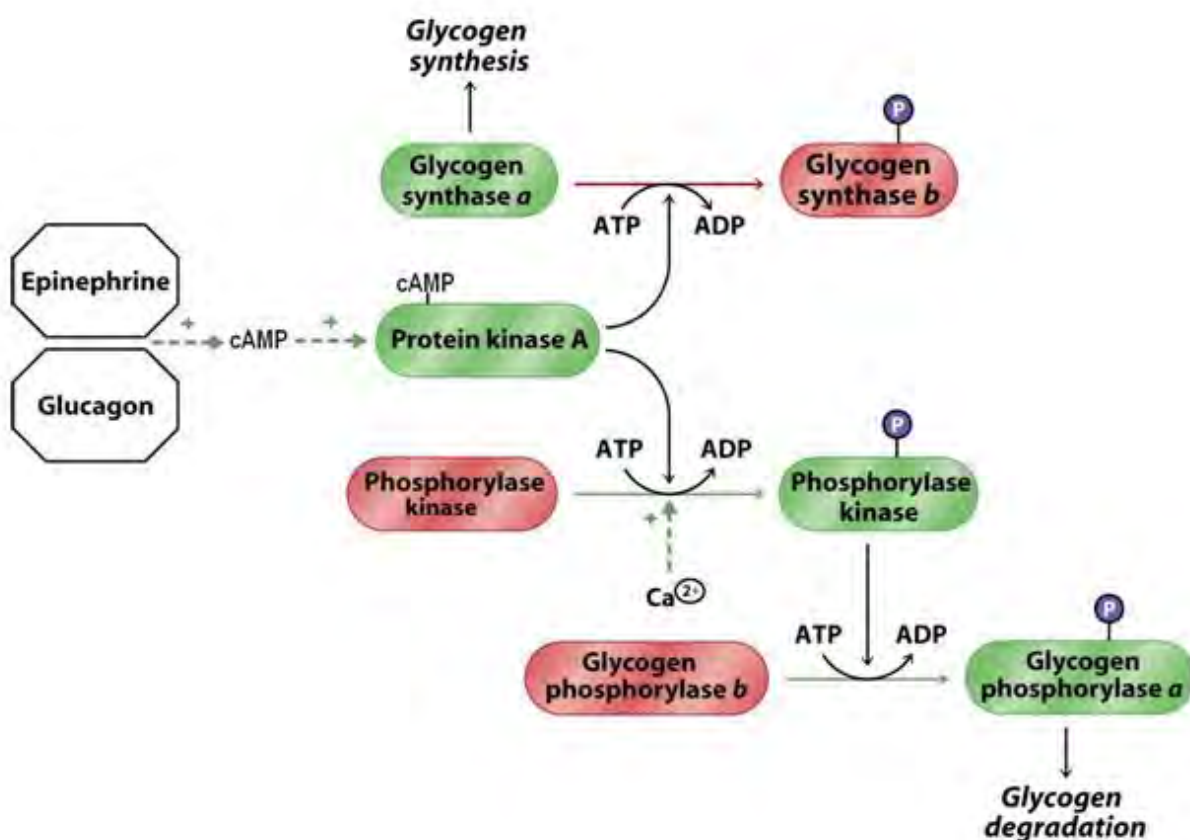 Glycogen
synthesis
P
Glycogen
synthase a
Glycogen
synthase b
ATP
ADP
Epinephrine
cAMP
+
+
cAMP
Protein kinase A
Glucagon
P
ATP
ADP
Phosphorylase
kinase
Phosphorylase
kinase
+
Ca2+
P
ATP
ADP
Glycogen
phosphorylase b
Glycogen
phosphorylase a
Glycogen
degradation